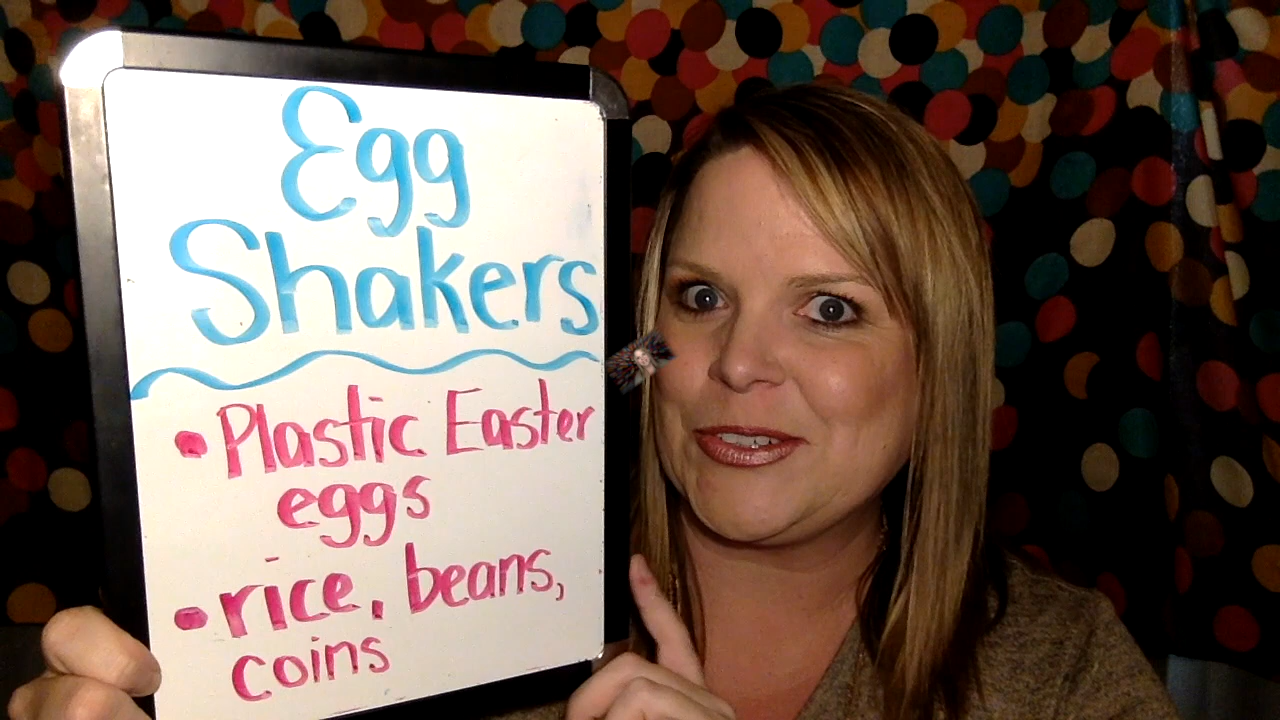 Egg
Shakers
• Plastic Easter
eggs
• rice, beans,
coins